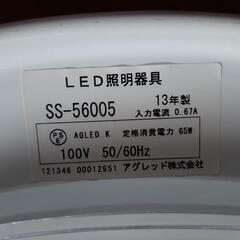 LED照明器具
SS-56005 13年製
入力電流 0.67A
PSE AGLED.K 定格消費電力 65W
100V 50/60Hz
121346 00012951 アグレッド株式会社